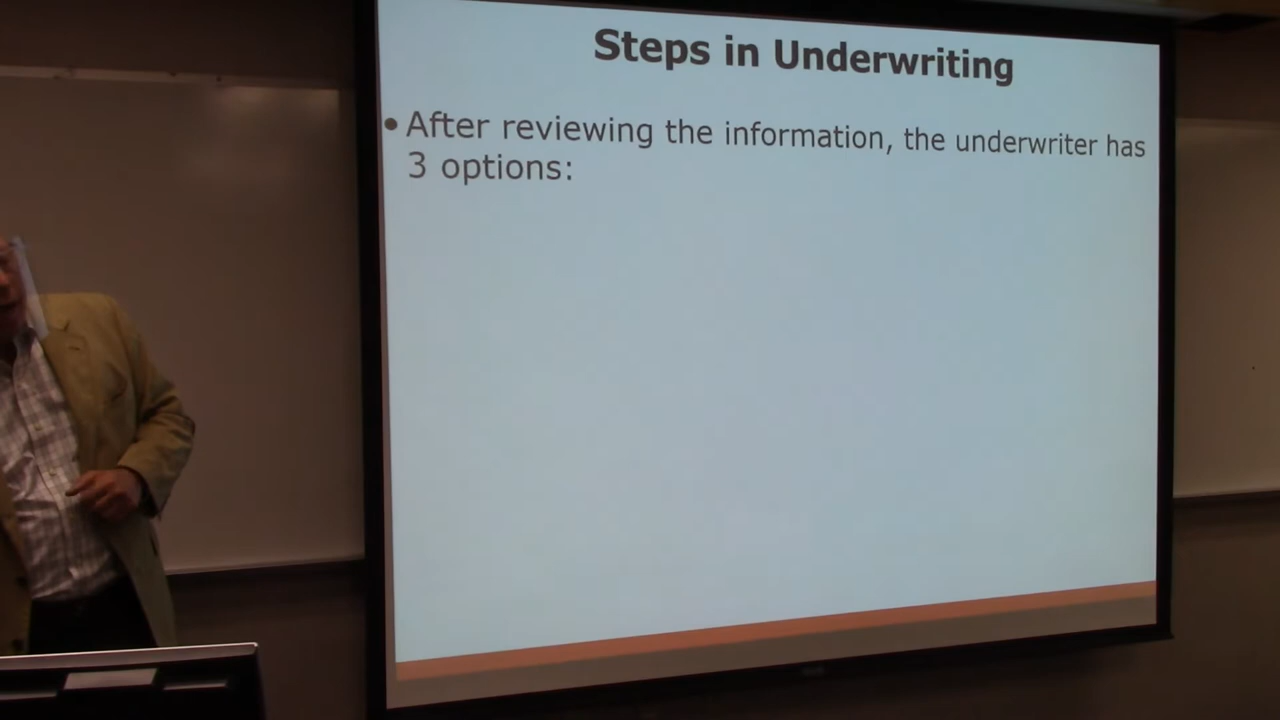 Steps in Underwriting
• After reviewing the information, the underwriter has
3 options: